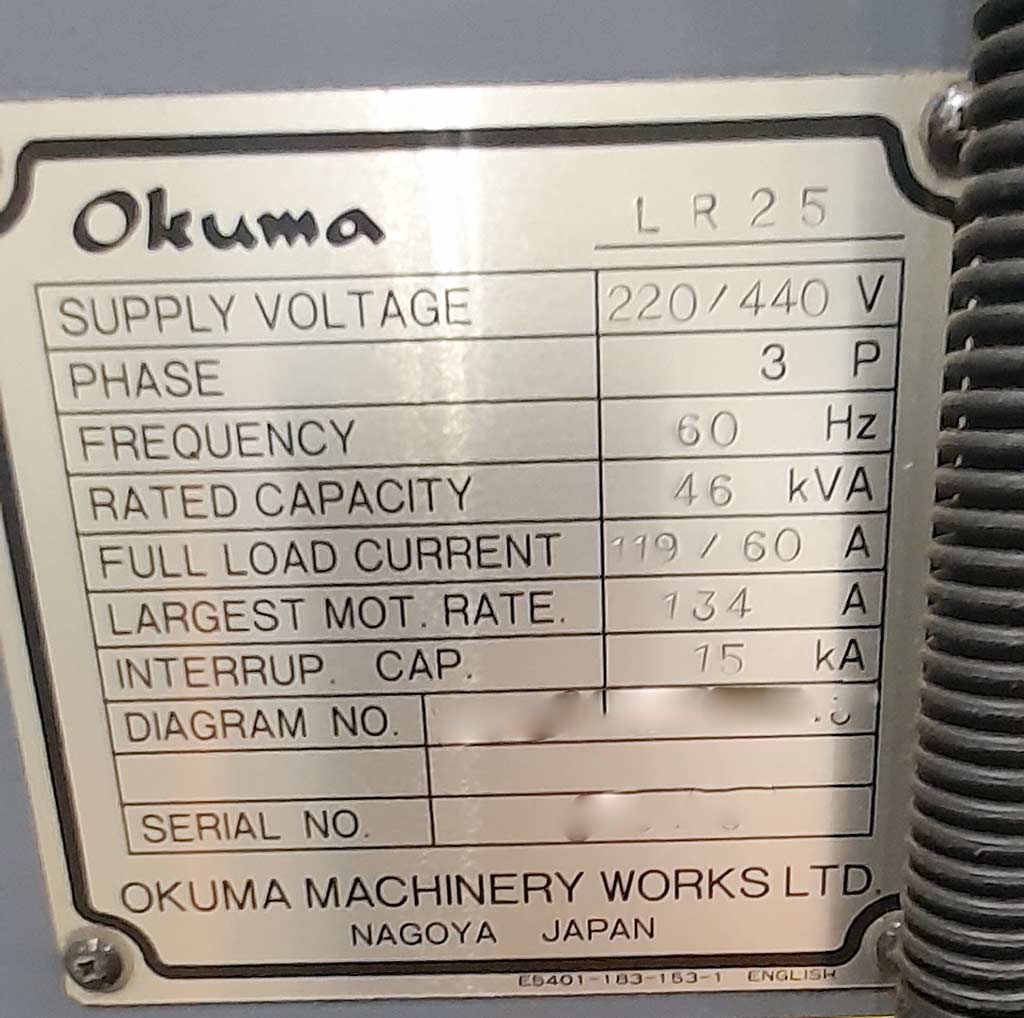 Okuma LR25
SUPPLY VOLTAGE 220/440 V
PHASE 3 P
FREQUENCY 60 Hz
RATED CAPACITY 46 kVA
FULL LOAD CURRENT 119/60 A
LARGEST MOT. RATE. 134 A
INTERRUP. CAP. 15 kA
DIAGRAM NO.
SERIAL NO.
OKUMA MACHINERY WORKS LTD.
NAGOYA JAPAN
E5401-183-153-1 ENGLISH